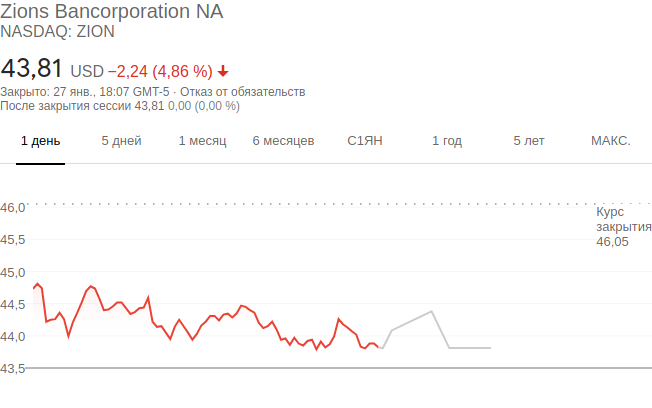 Zions Bancorporation NA
NASDAQ: ZION
43,81 USD −2,24 (4,86 %)
Закрыто: 27 янв., 18:07 GMT-5 · Отказ от обязательств
После закрытия сессии 43,81 0,00 (0,00 %)
1 день 5 дней 1 месяц 6 месяцев С1ЯН 1 год 5 лет МАКС.
46,0
Курс
закрытия
46,05
45,5
45,0
44,5
44,0
43,5